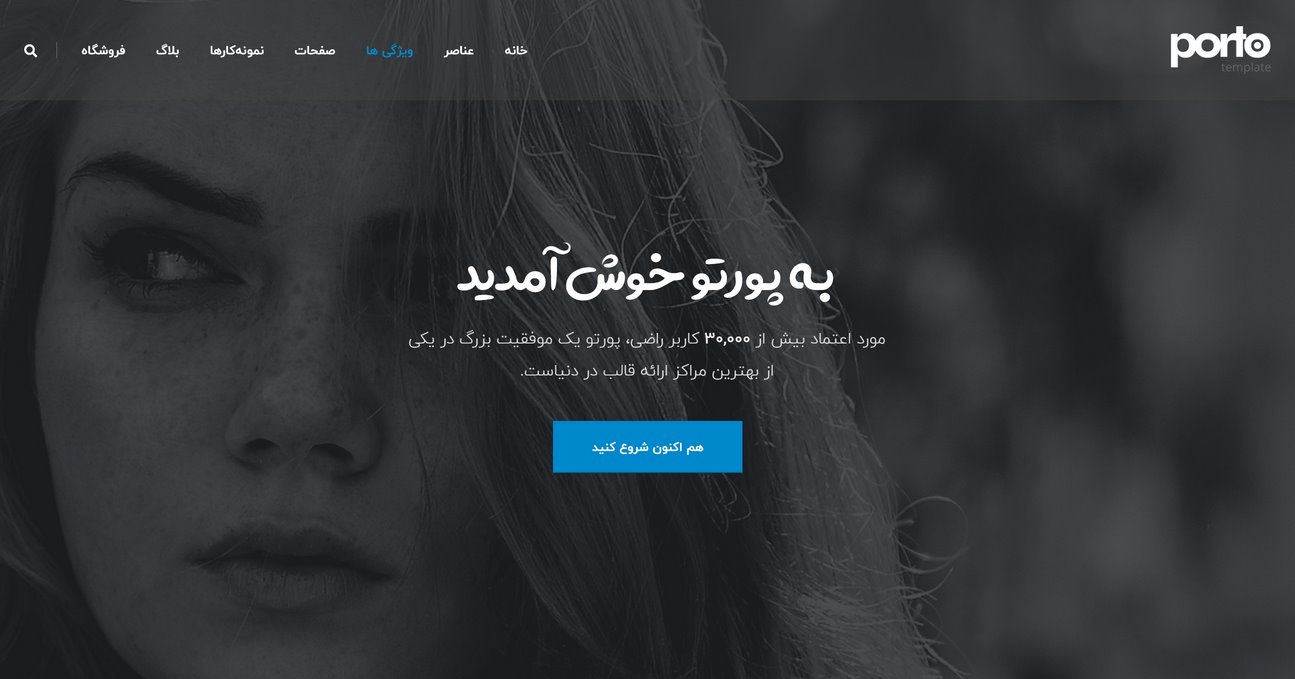 porto
template
خانه عناصر ویژگی ها صفحات نمونه‌کارها بلاگ فروشگاه
به پورتو خوش آمدید
مورد اعتماد بیش از ۳۰,۰۰۰ کاربر راضی، پورتو یک موفقیت بزرگ در یکی
از بهترین مراکز ارائه قالب در دنیاست.
هم اکنون شروع کنید